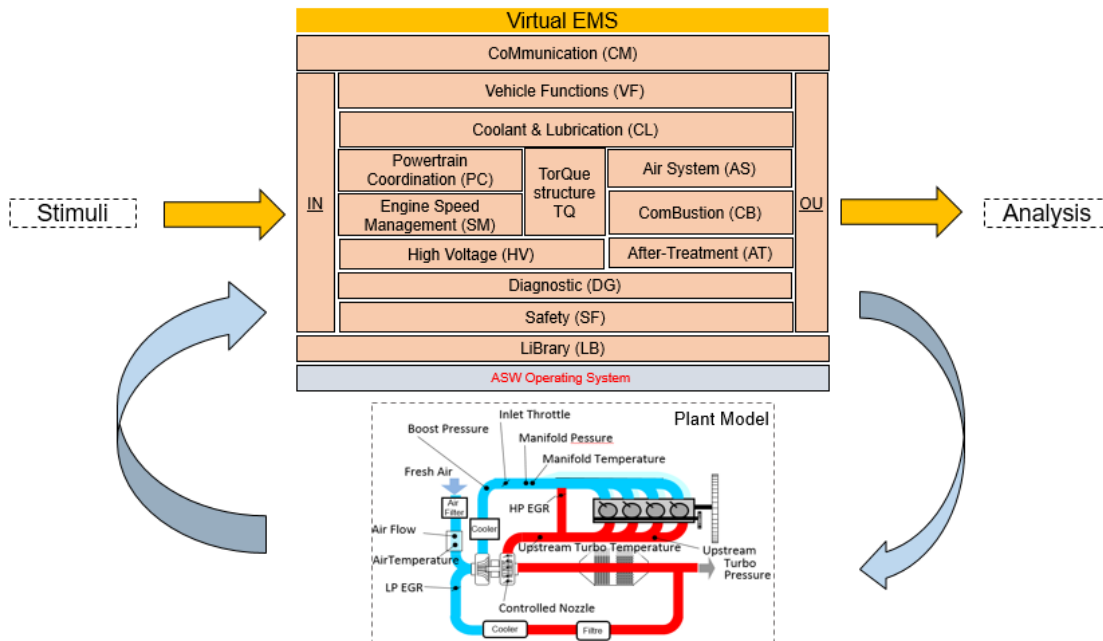 Virtual EMS
CoMmunication (CM)
Vehicle Functions (VF)
Coolant & Lubrication (CL)
Powertrain
Coordination (PC)
TorQue
structure
TQ
Air System (AS)
Stimuli
IN
Engine Speed
Management (SM)
ComBustion (CB)
OU
Analysis
High Voltage (HV)
After-Treatment (AT)
Diagnostic (DG)
Safety (SF)
LiBrary (LB)
ASW Operating System
Plant Model
Inlet Throttle
Boost Pressure
Manifold Pessure
Manifold Temperature
Fresh Air
Air
Filter
HP EGR
Cooler
Air Flow
AirTemperature
Upstream Turbo Temperature
Upstream
Turbo
Pressure
LP EGR
Controlled Nozzle
Cooler
Filtre